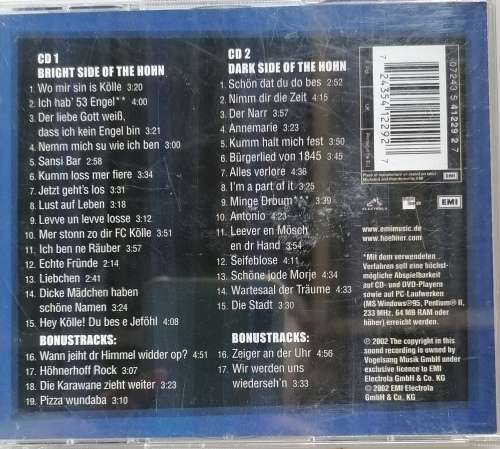 CD 1
BRIGHT SIDE OF THE HOHN
1. Wo mir sin is Kölle 3:20
2. Ich hab' 53 Engel** 4:00
3. Der liebe Gott weiß,
dass ich kein Engel bin 3:21
4. Nemm mich su wie ich ben 3:00
5. Sansi Bar 2:58
6. Kumm loss mer fiere 3:31
7. Jetzt geht's los 3:31
8. Lust auf Leben 3:18
9. Levve un levve losse 3:12
10. Mer stonn zo dir FC Kölle 3:51
11. Ich ben ne Räuber 3:57
12. Echte Fründe 2:14
13. Liebchen 2:41
14. Dicke Mädchen haben
schöne Namen 3:24
15. Hey Kölle! Du bes e Jeföhl 4:08
BONUSTRACKS:
16. Wann jeiht dr Himmel widder op? 4:51
17. Höhnerhoff Rock 3:07
18. Die Karawane zieht weiter 3:23
19. Pizza wundaba 3:10
CD 2
DARK SIDE OF THE HOHN
1. Schön dat du do bes 2:52
2. Nimm dir die Zeit 4:15
3. Der Narr 3:57
4. Annemarie 3:23
5. Kumm halt mich fest 3:50
6. Bürgerlied von 1845 3:45
7. Alles verlore 4:36
8. I'm a part of it 3:25
9. Minge Droum 3:39
10. Antonio 4:23
11. Leever en Mösch
en dr Hand 3:54
12. Seifeblose 4:11
13. Schöne jode Morje 4:34
14. Wartesaal der Träume 4:33
15. Die Stadt 3:30
BONUSTRACKS:
16. Zeiger an der Uhr 4:56
17. Wir werden uns
wiederseh'n 3:33
07243 5 41229 2 7
7 24354 12292 7
EMI
EMI
www.emimusic.de
www.hoehner.com
*Mit dem verwendeten
Verfahren soll eine höchst-
mögliche Abspielbarkeit
auf CD- und DVD-Playern
sowie auf PC-Laufwerken
(MS Windows®95, Pentium® II,
233 MHz, 64 MB RAM oder
höher) erreicht werden.
℗ 2002 The copyright in this
sound recording is owned by
Vogelsang Musik GmbH under
exclusive licence to EMI
Electrola GmbH & Co. KG
© 2002 EMI Electrola
GmbH & Co. KG